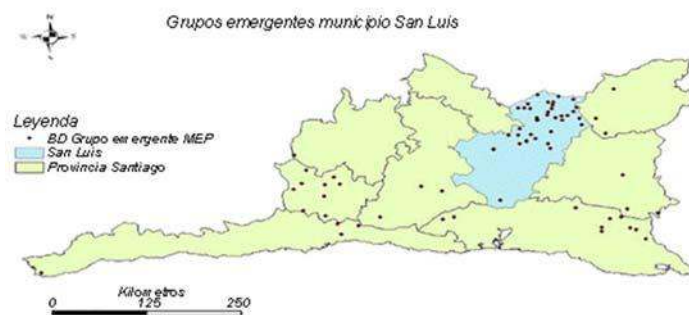 Grupos emergentes municipio San Luis
Leyenda
BD Grupo emergente MEP
San Luis
Provincia Santiago
Kilometros
0 125 250